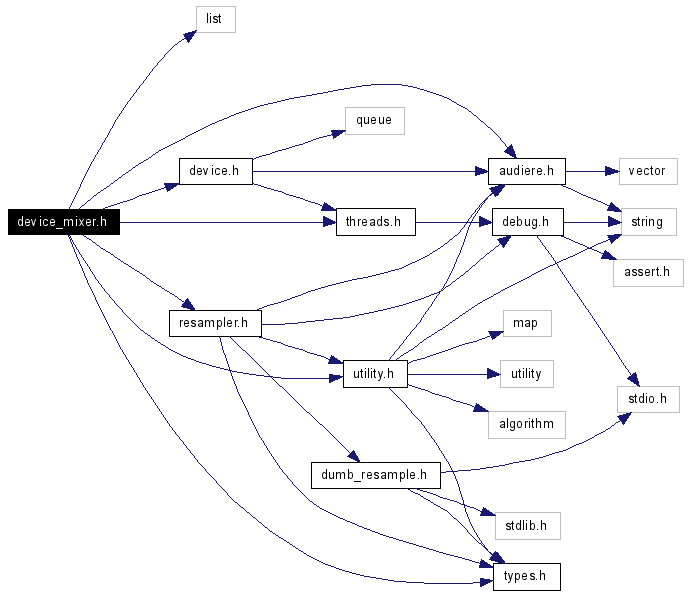 list
queue
device.h
audiere.h
vector
device_mixer.h
threads.h
debug.h
string
assert.h
resampler.h
map
utility.h
utility
stdio.h
algorithm
dumb_resample.h
stdlib.h
types.h